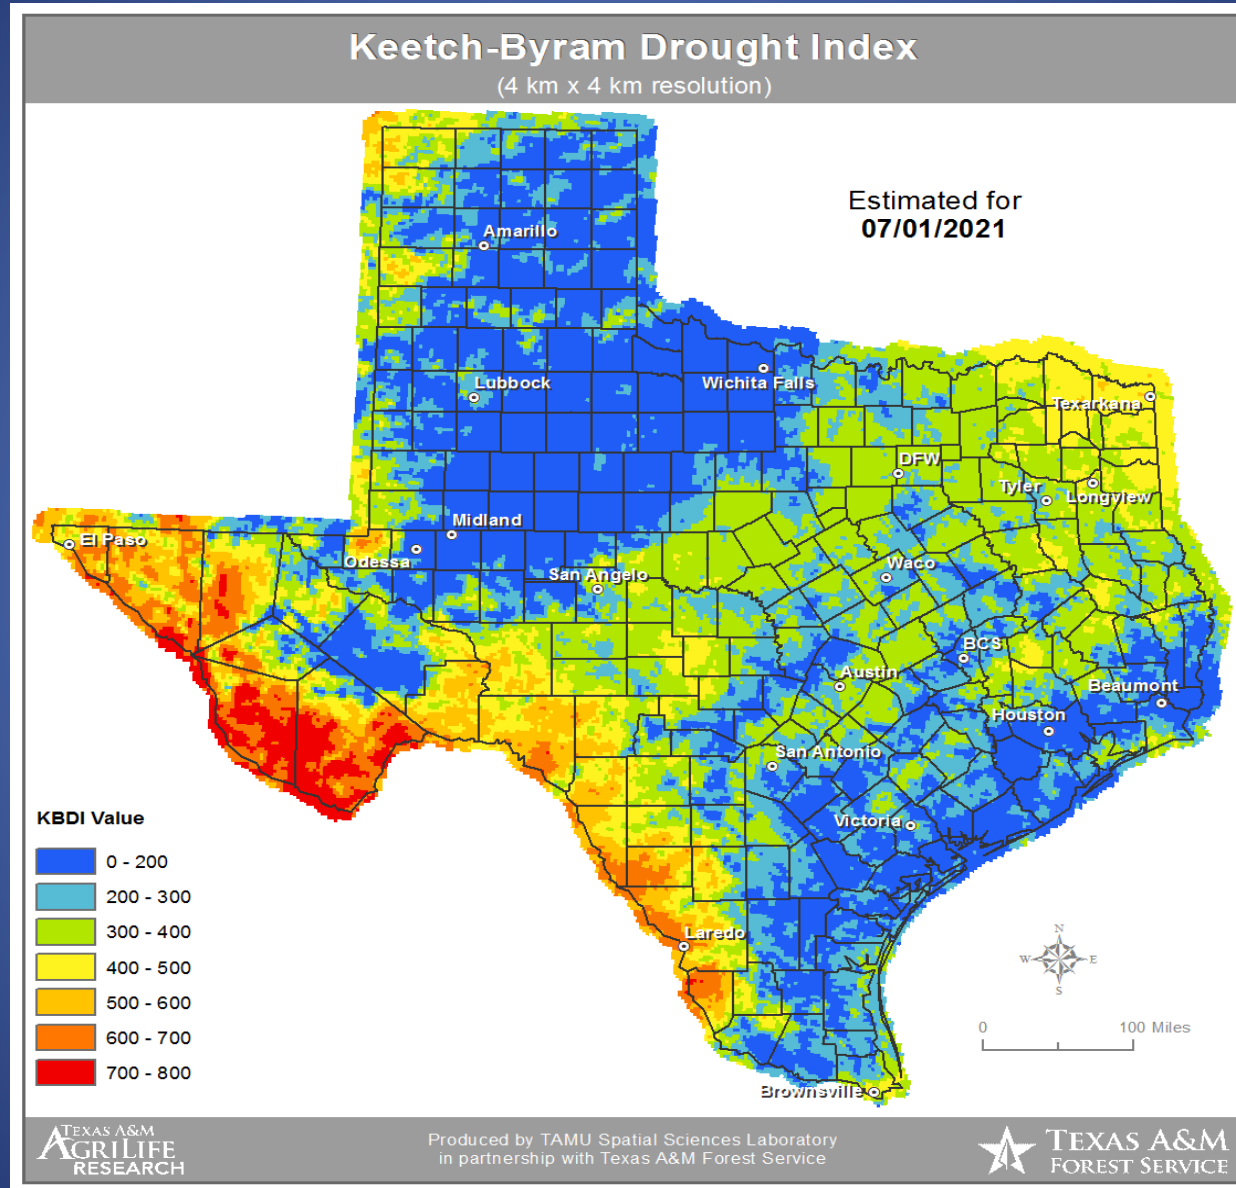 Keetch-Byram Drought Index
(4 km x 4 km resolution)
Estimated for
07/01/2021
Amarillo
Lubbock
Wichita Falls
Texarkana
DFW
Tyler
Longview
Midland
El Paso
Odessa
San Angelo
Waco
BCS
Austin
Beaumont
Houston
San Antonio
Victoria
Laredo
Brownsville
KBDI Value
0 - 200
200 - 300
300 - 400
400 - 500
500 - 600
600 - 700
700 - 800
N
W E
S
0 100 Miles
TEXAS A&M
AGRILIFE
RESEARCH
Produced by TAMU Spatial Sciences Laboratory
in partnership with Texas A&M Forest Service
TEXAS A&M
FOREST SERVICE